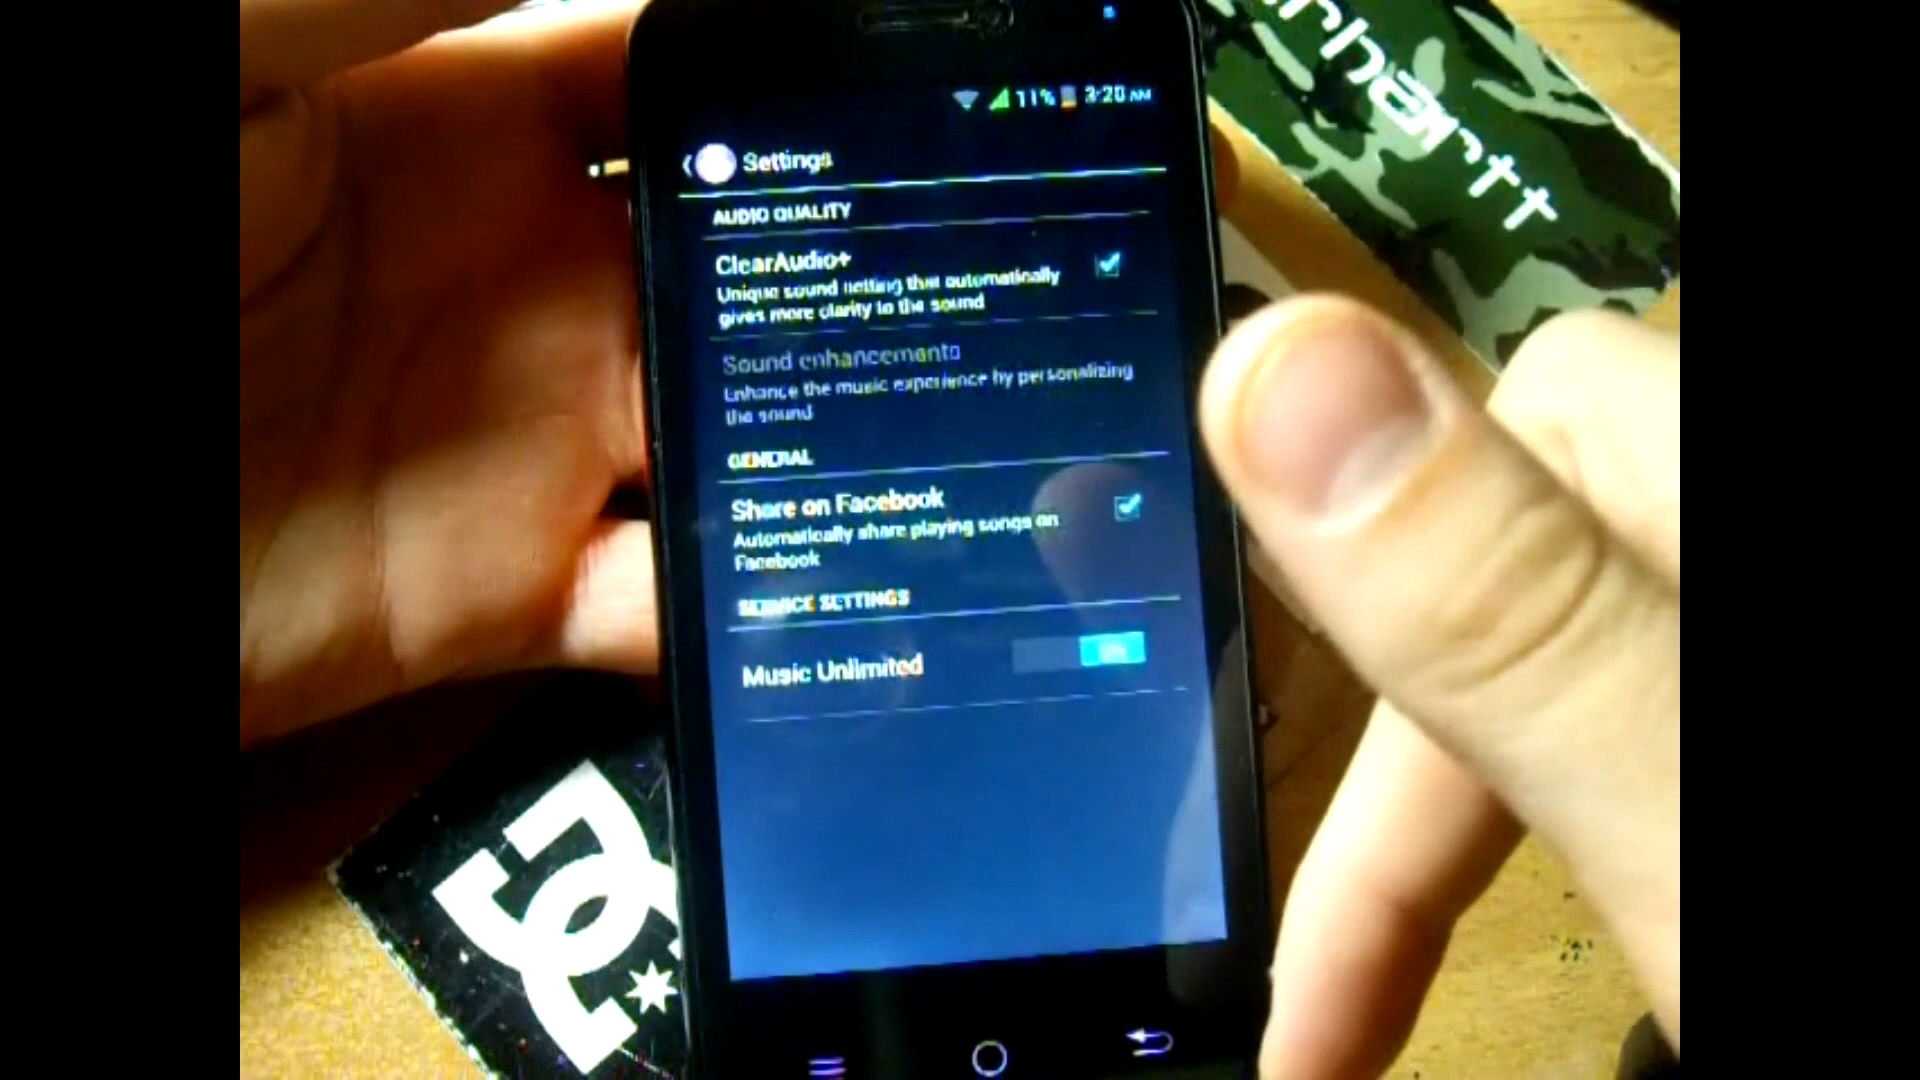 11% 3:20 AM
Settings
AUDIO QUALITY
ClearAudio+
Unique sound setting that automatically
gives more clarity to the sound
Sound enhancements
Enhance the music experience by personalizing
the sound
GENERAL
Share on Facebook
Automatically share playing songs on
Facebook
SERVICE SETTINGS
Music Unlimited
ON
arhartt